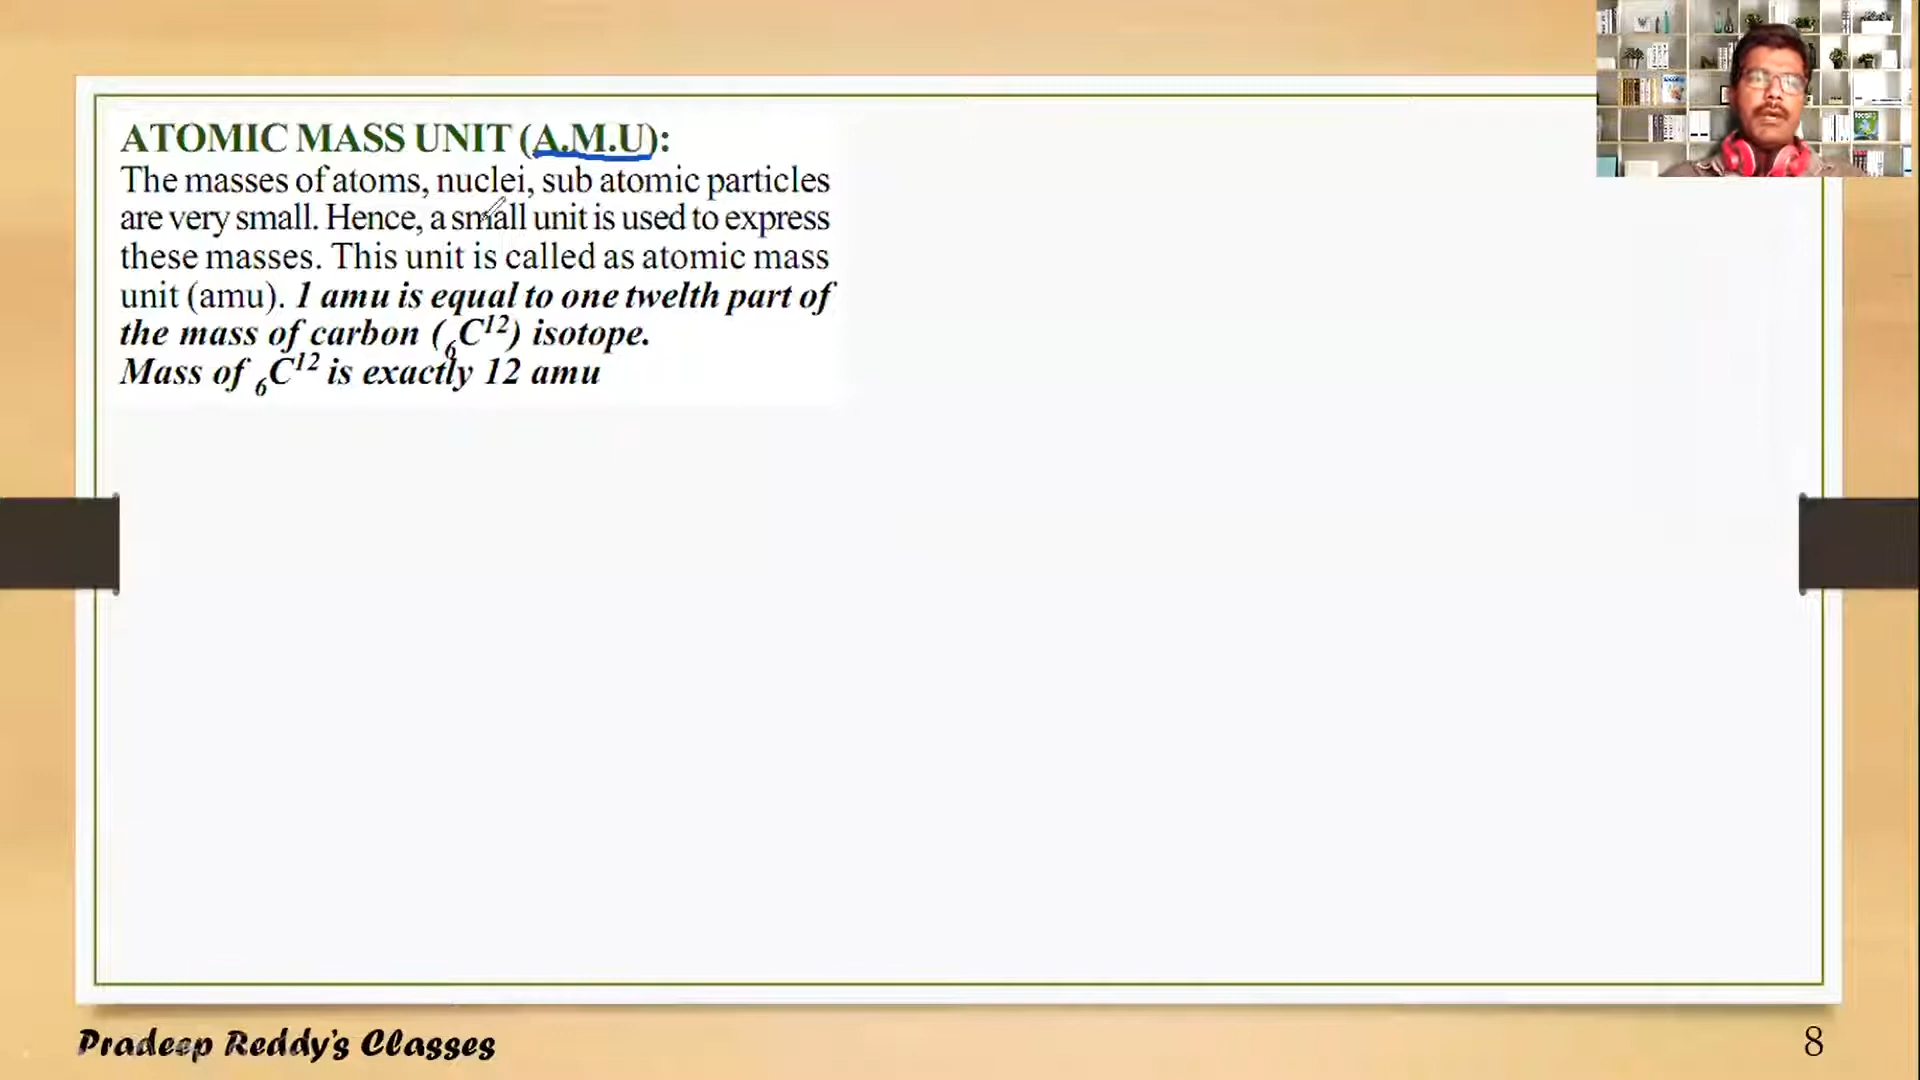 ATOMIC MASS UNIT (A.M.U):
The masses of atoms, nuclei, sub atomic particles
are very small. Hence, a small unit is used to express
these masses. This unit is called as atomic mass
unit (amu). 1 amu is equal to one twelth part of
the mass of carbon (₆C¹²) isotope.
Mass of ₆C¹² is exactly 12 amu
Pradeep Reddy's Classes
8